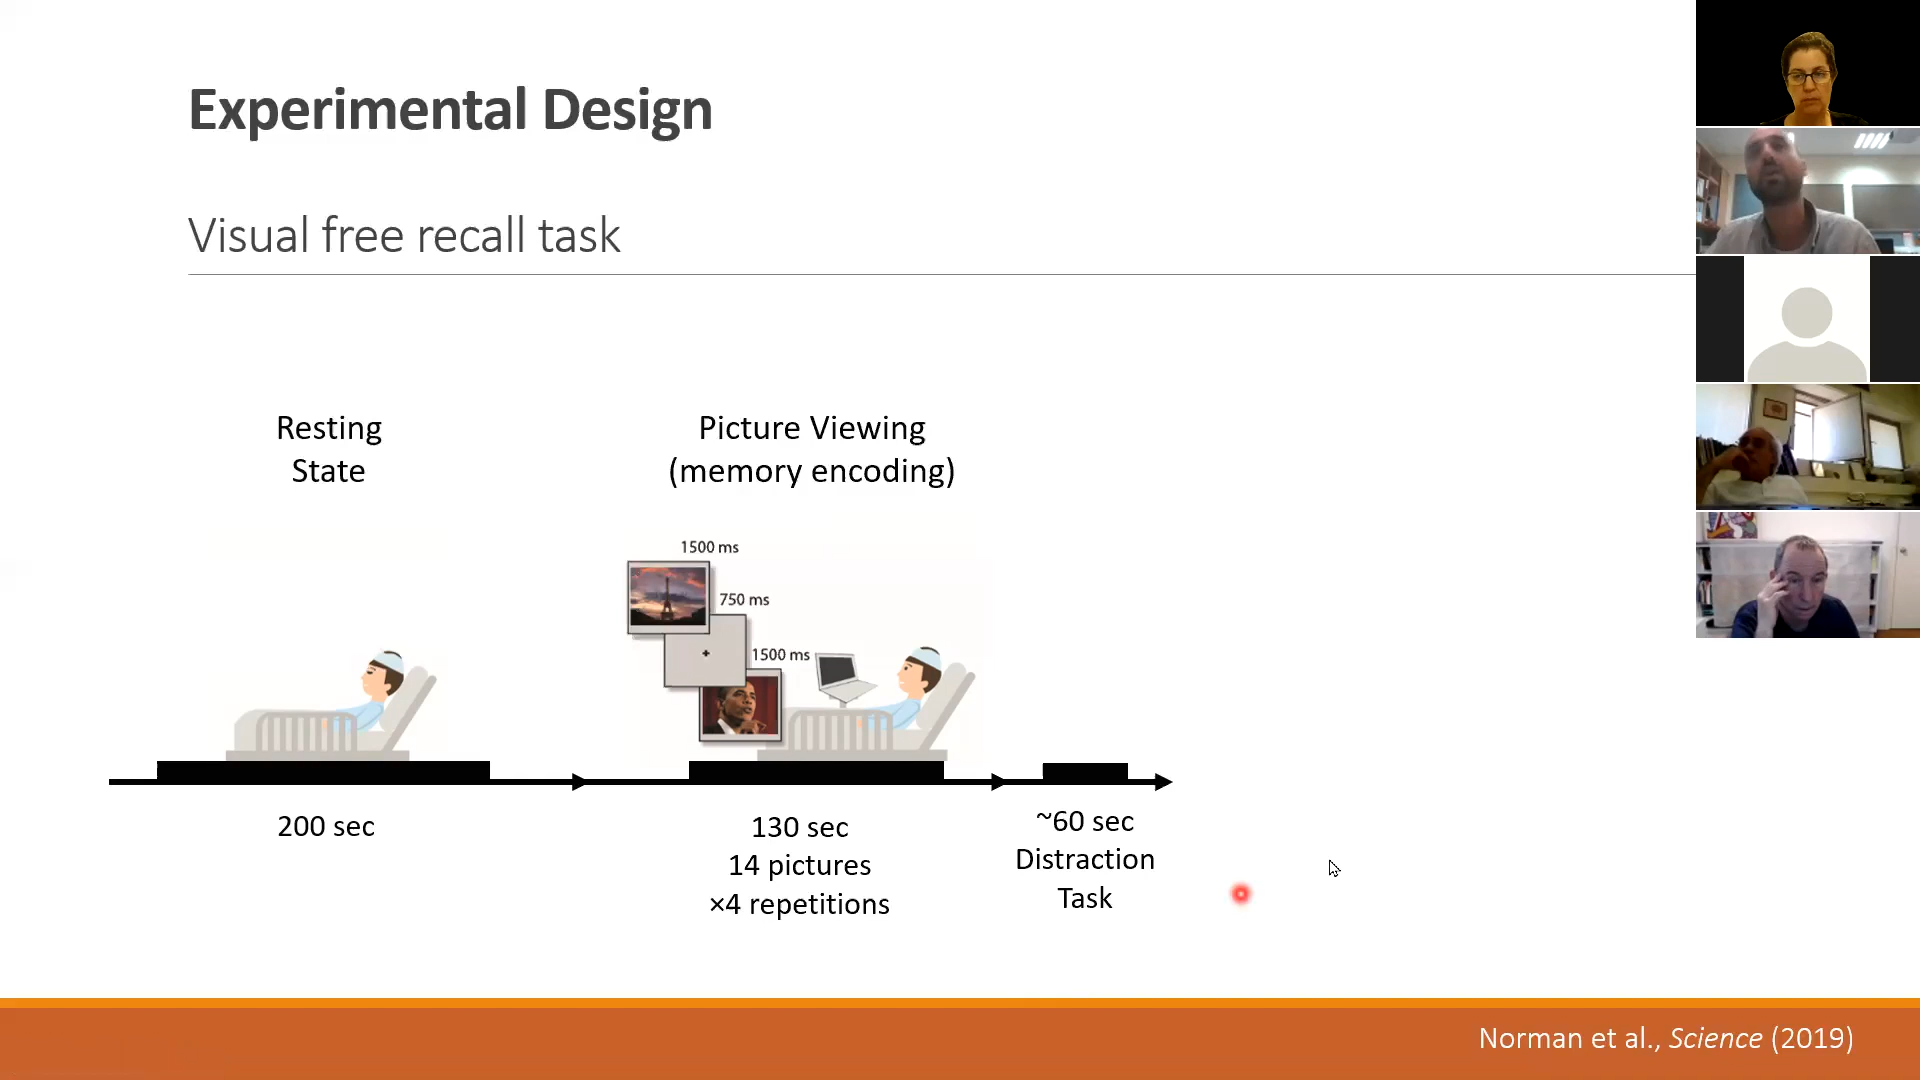 Experimental Design
Visual free recall task
Resting
State
Picture Viewing
(memory encoding)
1500 ms
750 ms
1500 ms
200 sec
130 sec
14 pictures
×4 repetitions
~60 sec
Distraction
Task
Norman et al., Science (2019)